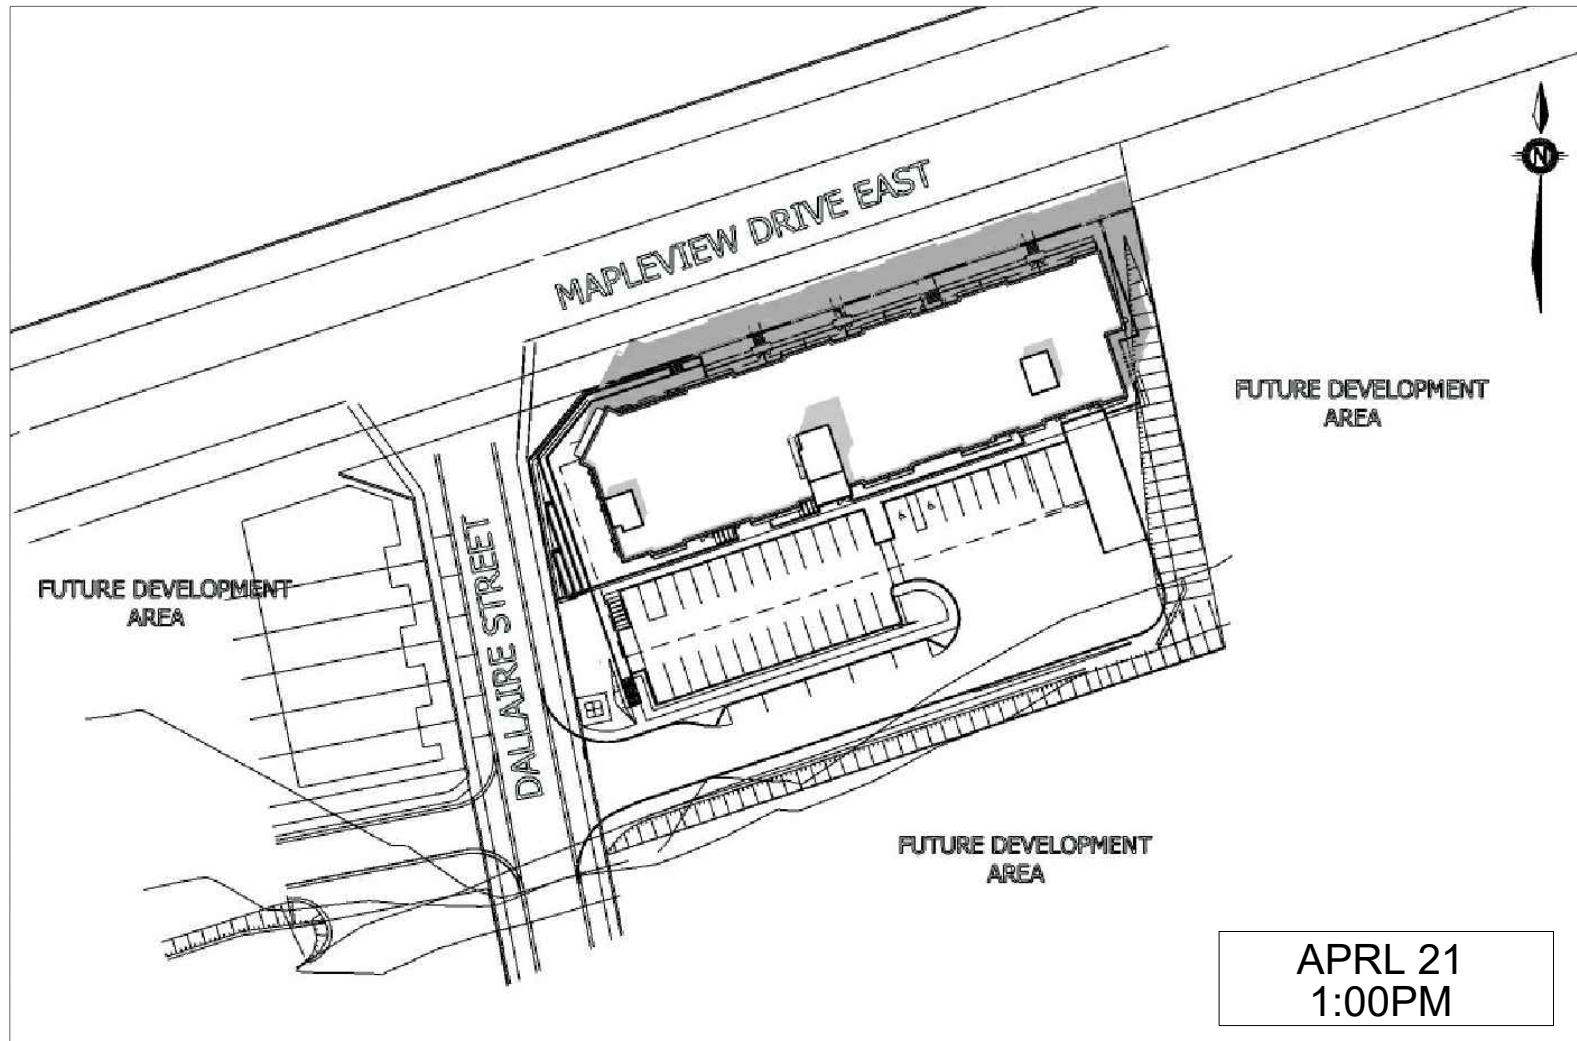 MAPLEVIEW DRIVE EAST
N
FUTURE DEVELOPMENT
AREA
FUTURE DEVELOPMENT
AREA
DALLAIRE STREET
FUTURE DEVELOPMENT
AREA
APRL 21
1:00PM